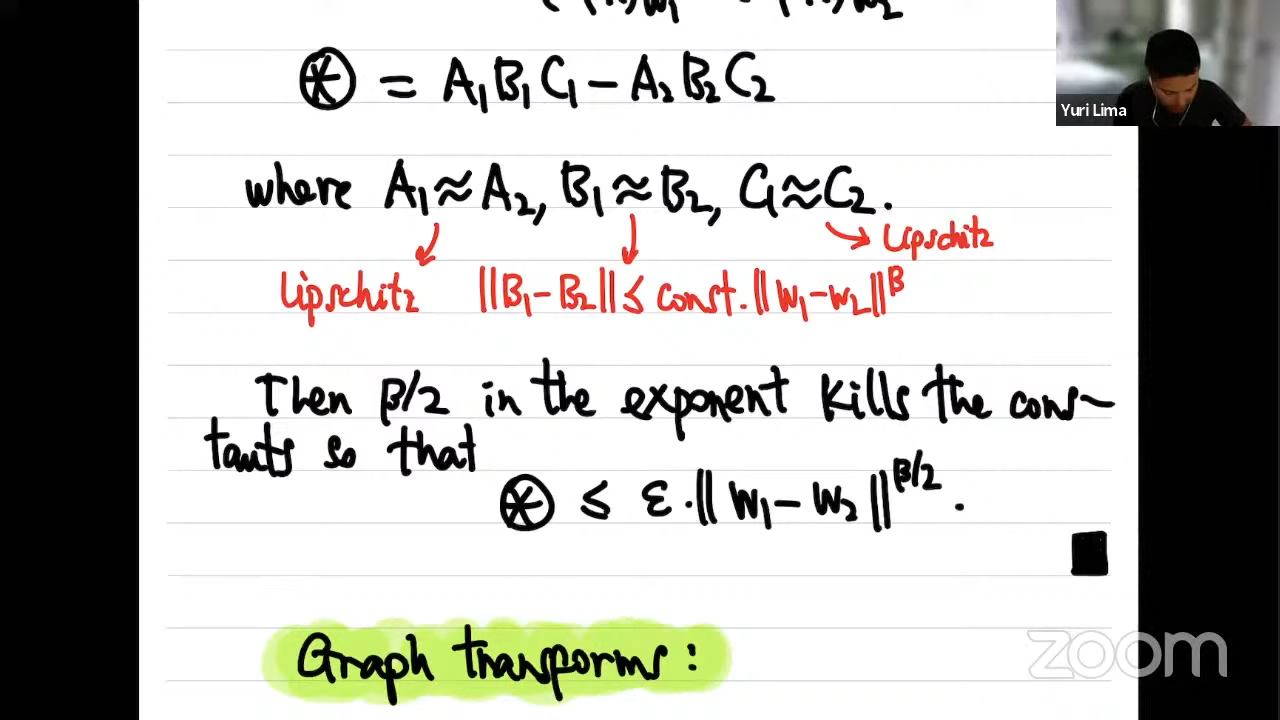 ⊛ = A₁B₁C₁ − A₂B₂C₂
Yuri Lima
where A₁ ≈ A₂, B₁ ≈ B₂, C₁ ≈ C₂.
Lipschitz
Lipschitz ||B₁ − B₂|| ≤ const. ||w₁ − w₂||^β
Then β/2 in the exponent kills the cons-
tants so that
⊛ ≤ ε · ||w₁ − w₂||^β/2 .
Graph transforms :
zoom